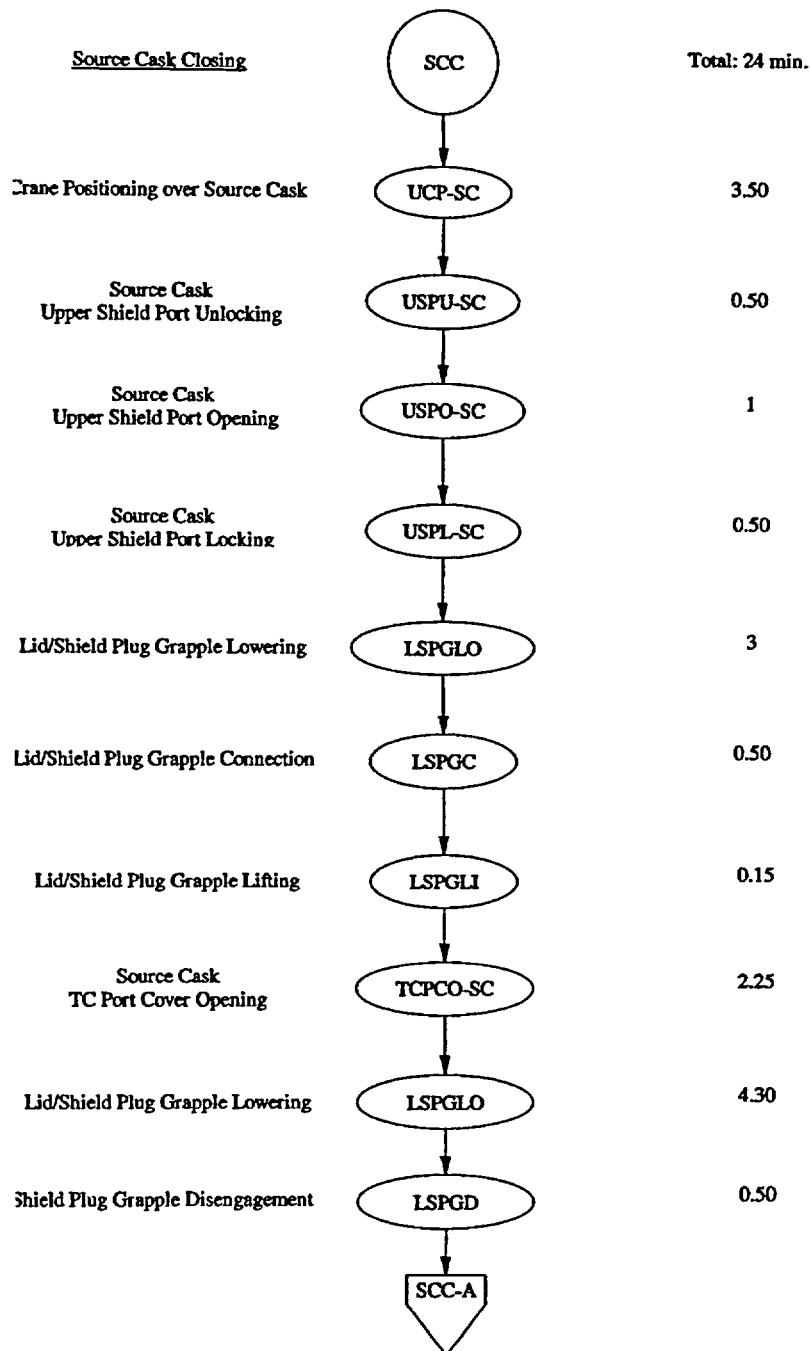 Source Cask Closing
SCC
Total: 24 min.
Crane Positioning over Source Cask
UCP-SC
3.50
Source Cask
Upper Shield Port Unlocking
USPU-SC
0.50
Source Cask
Upper Shield Port Opening
USPO-SC
1
Source Cask
Upper Shield Port Locking
USPL-SC
0.50
Lid/Shield Plug Grapple Lowering
LSPGLO
3
Lid/Shield Plug Grapple Connection
LSPGC
0.50
Lid/Shield Plug Grapple Lifting
LSPGLI
0.15
Source Cask
TC Port Cover Opening
TCPCO-SC
2.25
Lid/Shield Plug Grapple Lowering
LSPGLO
4.30
Shield Plug Grapple Disengagement
LSPGD
0.50
SCC-A